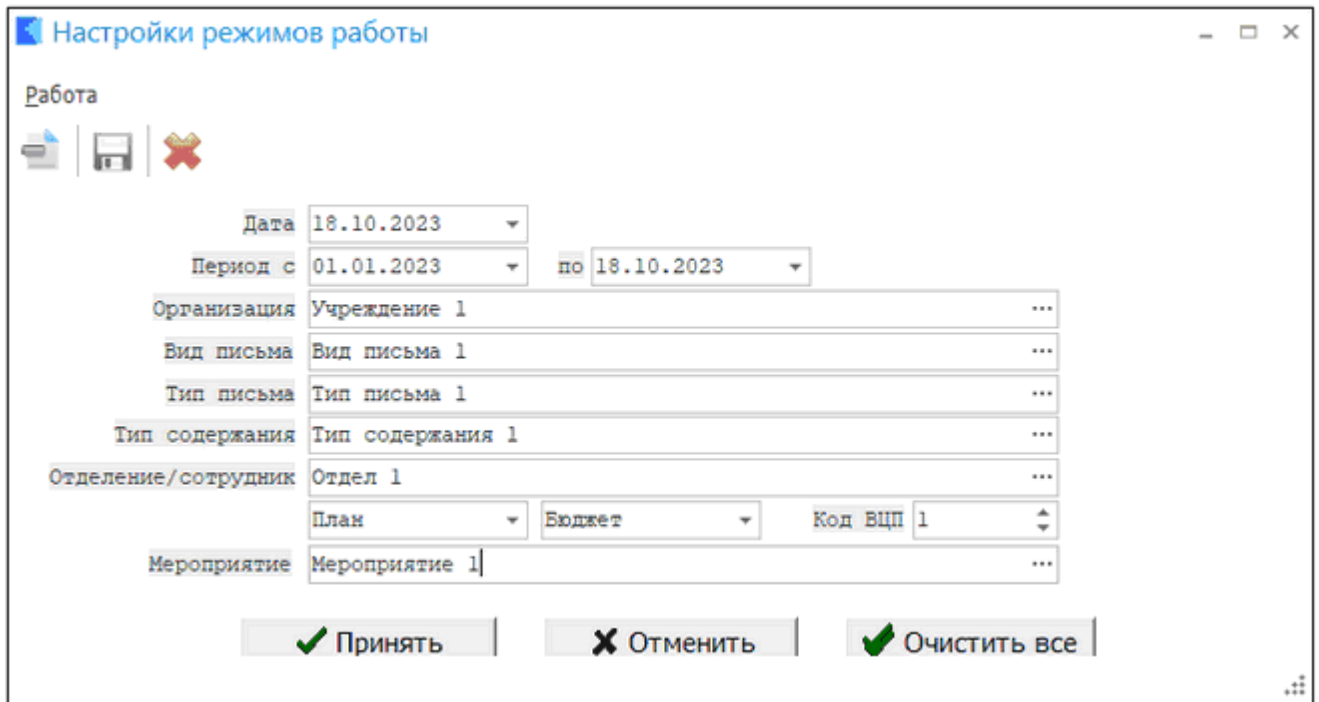 Настройки режимов работы
Работа
Дата 18.10.2023
Период с 01.01.2023 по 18.10.2023
Организация Учреждение 1
Вид письма Вид письма 1
Тип письма Тип письма 1
Тип содержания Тип содержания 1
Отделение/сотрудник Отдел 1
План Бюджет Код ВЦП 1
Мероприятие Мероприятие 1
Принять Отменить Очистить все